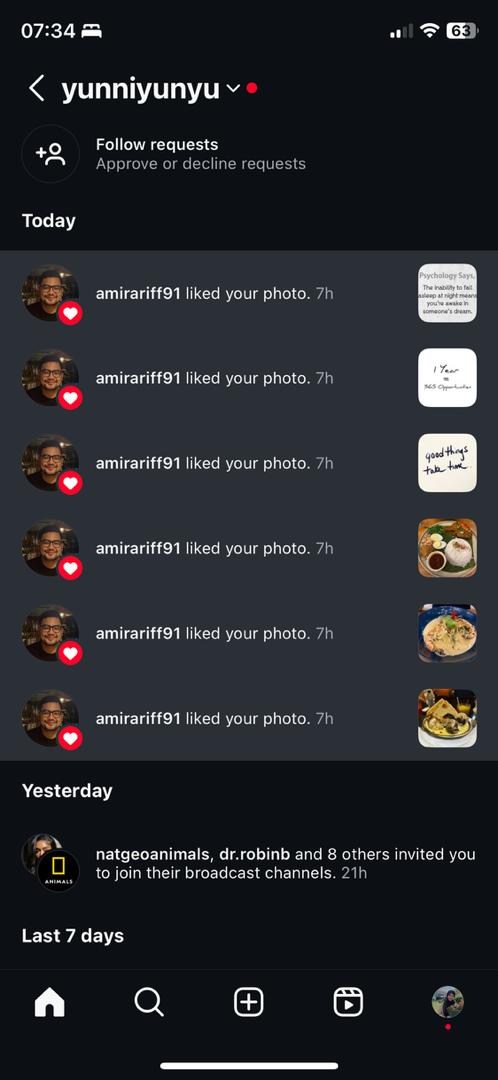 07:34
63
yunniyunyu
Follow requests
Approve or decline requests
Today
amirariff91 liked your photo. 7h
Psychology Says,
The inability to fall
asleep at night means
you're awake in
someone's dream.
amirariff91 liked your photo. 7h
1 Year
=
365 Opportunities
amirariff91 liked your photo. 7h
good things
take time.
amirariff91 liked your photo. 7h
amirariff91 liked your photo. 7h
amirariff91 liked your photo. 7h
Yesterday
natgeoanimals, dr.robinb and 8 others invited you
to join their broadcast channels. 21h
ANIMALS
Last 7 days